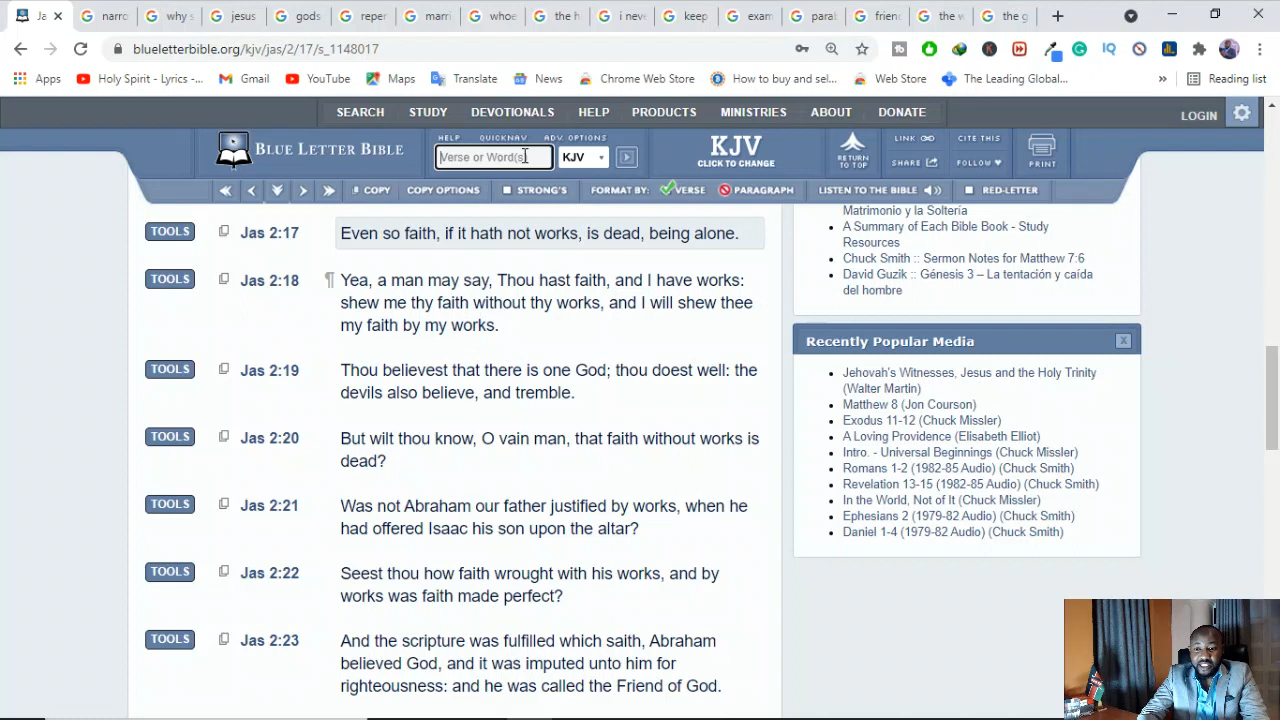 Ja
narro
why s
jesus
gods
reper
marri
whoe
the h
i neve
keep
exam
parab
friend
the w
the g
blueletterbible.org/kjv/jas/2/17/s_1148017
Apps
Holy Spirit - Lyrics -...
Gmail
YouTube
Maps
Translate
News
Chrome Web Store
How to buy and sel...
Web Store
The Leading Global...
»
Reading list
SEARCH
STUDY
DEVOTIONALS
HELP
PRODUCTS
MINISTRIES
ABOUT
DONATE
LOGIN
BLUE LETTER BIBLE
HELP
QUICKNAV
ADV. OPTIONS
Verse or Word(s)
KJV
KJV
CLICK TO CHANGE
RETURN
TO TOP
LINK
CITE THIS
SHARE
FOLLOW
PRINT
COPY
COPY OPTIONS
STRONG'S
FORMAT BY:
VERSE
PARAGRAPH
LISTEN TO THE BIBLE
RED-LETTER
TOOLS
Jas 2:17
Even so faith, if it hath not works, is dead, being alone.
TOOLS
Jas 2:18
¶ Yea, a man may say, Thou hast faith, and I have works:
shew me thy faith without thy works, and I will shew thee
my faith by my works.
TOOLS
Jas 2:19
Thou believest that there is one God; thou doest well: the
devils also believe, and tremble.
TOOLS
Jas 2:20
But wilt thou know, O vain man, that faith without works is
dead?
TOOLS
Jas 2:21
Was not Abraham our father justified by works, when he
had offered Isaac his son upon the altar?
TOOLS
Jas 2:22
Seest thou how faith wrought with his works, and by
works was faith made perfect?
TOOLS
Jas 2:23
And the scripture was fulfilled which saith, Abraham
believed God, and it was imputed unto him for
righteousness: and he was called the Friend of God.
Matrimonio y la Soltería
A Summary of Each Bible Book - Study
Resources
Chuck Smith :: Sermon Notes for Matthew 7:6
David Guzik :: Génesis 3 – La tentación y caída
del hombre
Recently Popular Media
Jehovah's Witnesses, Jesus and the Holy Trinity
(Walter Martin)
Matthew 8 (Jon Courson)
Exodus 11-12 (Chuck Missler)
A Loving Providence (Elisabeth Elliot)
Intro. - Universal Beginnings (Chuck Missler)
Romans 1-2 (1982-85 Audio) (Chuck Smith)
Revelation 13-15 (1982-85 Audio) (Chuck Smith)
In the World, Not of It (Chuck Missler)
Ephesians 2 (1979-82 Audio) (Chuck Smith)
Daniel 1-4 (1979-82 Audio) (Chuck Smith)